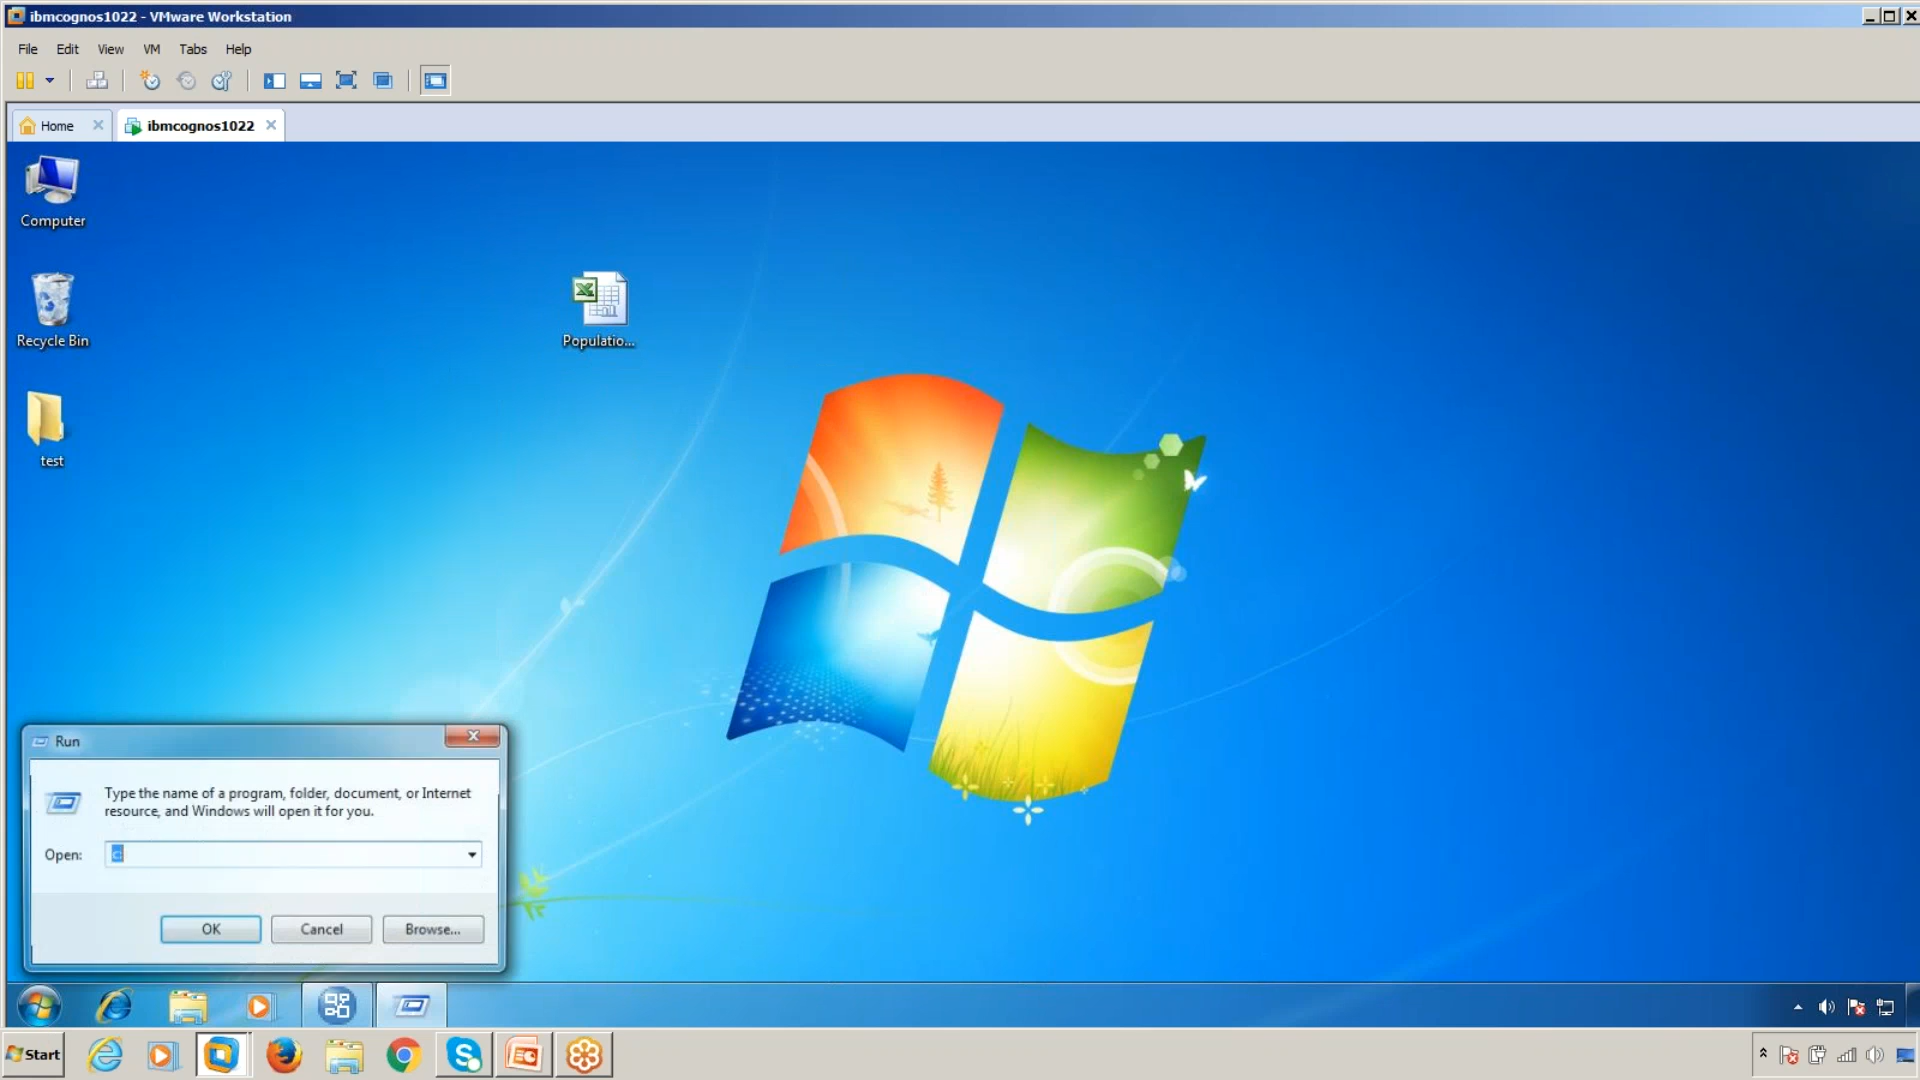 ibmcognos1022 - VMware Workstation
File Edit View VM Tabs Help
Home ibmcognos1022
Computer
Recycle Bin
Populatio...
test
Run
Type the name of a program, folder, document, or Internet
resource, and Windows will open it for you.
Open:
OK Cancel Browse...
Start